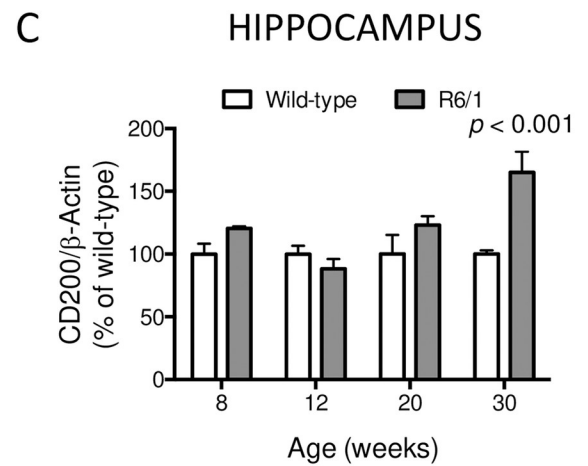 C
HIPPOCAMPUS
Wild-type
R6/1
p < 0.001
CD200/β-Actin
(% of wild-type)
200
150
100
50
0
8
12
20
30
Age (weeks)